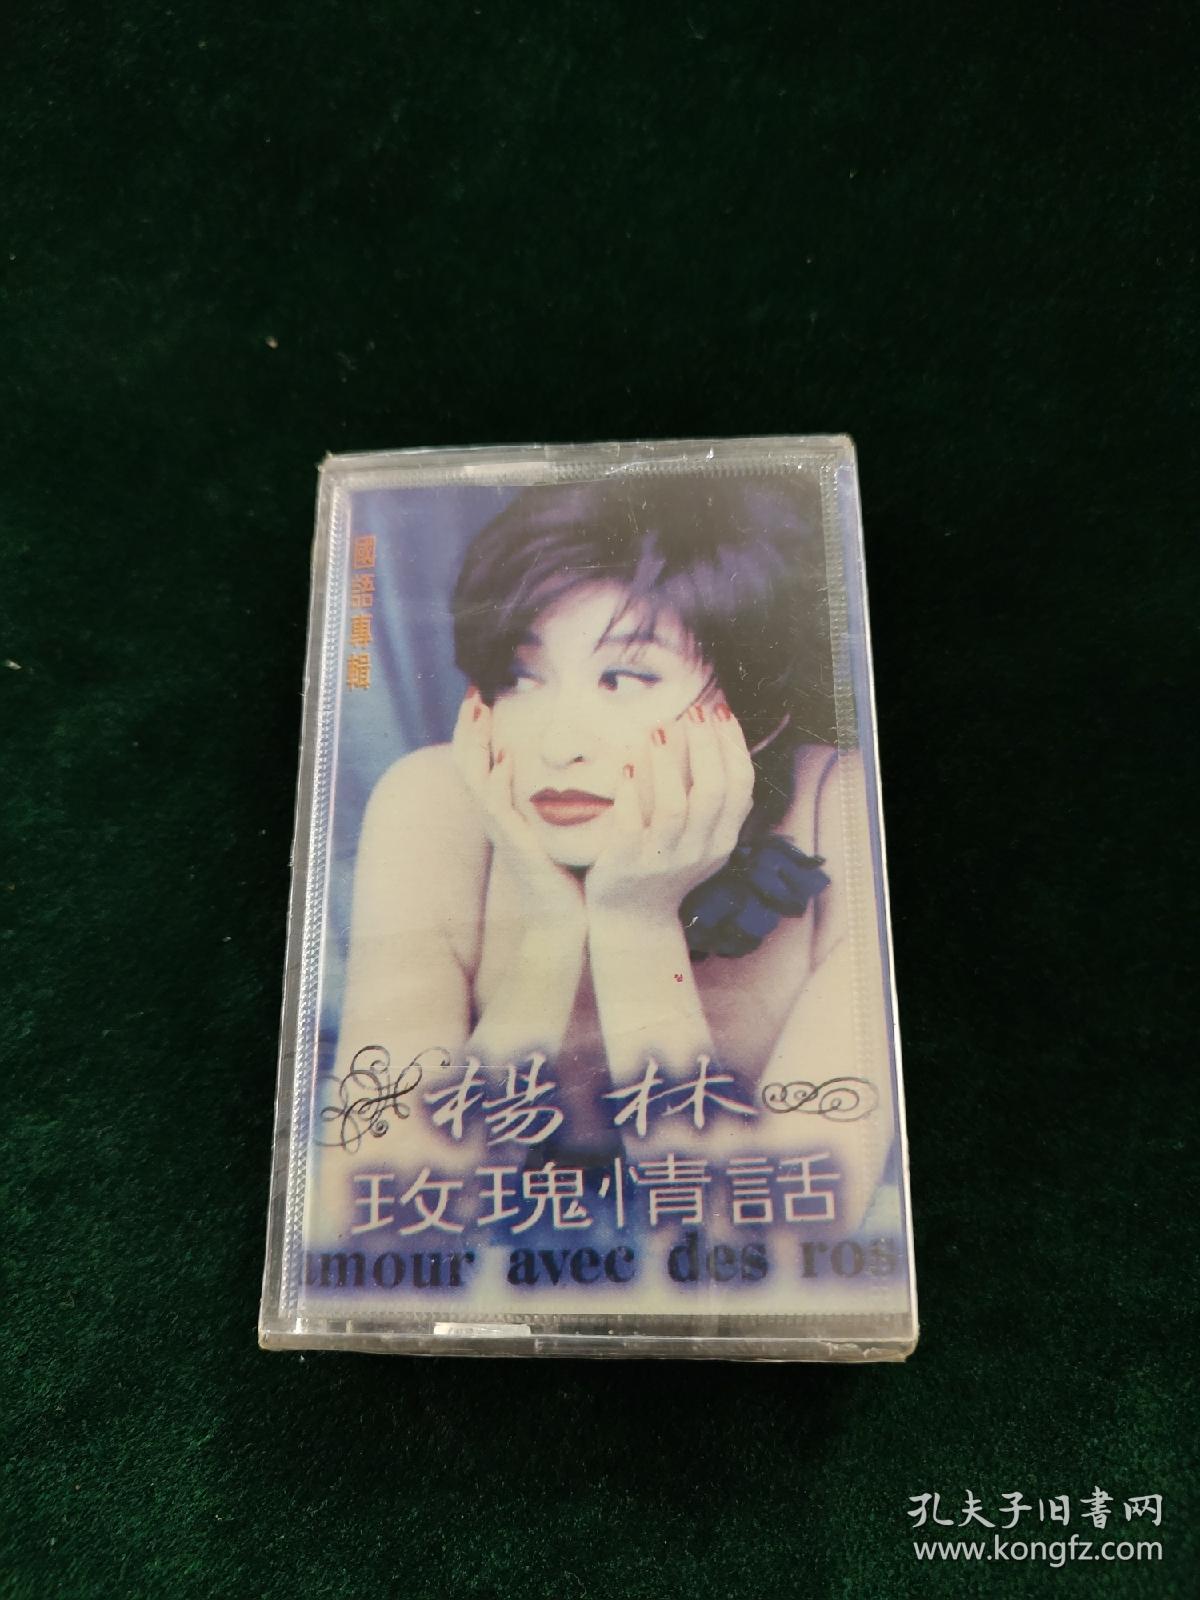 國語專輯
楊林
玫瑰情話
amour avec des ros
孔夫子旧書网
www.kongfz.com